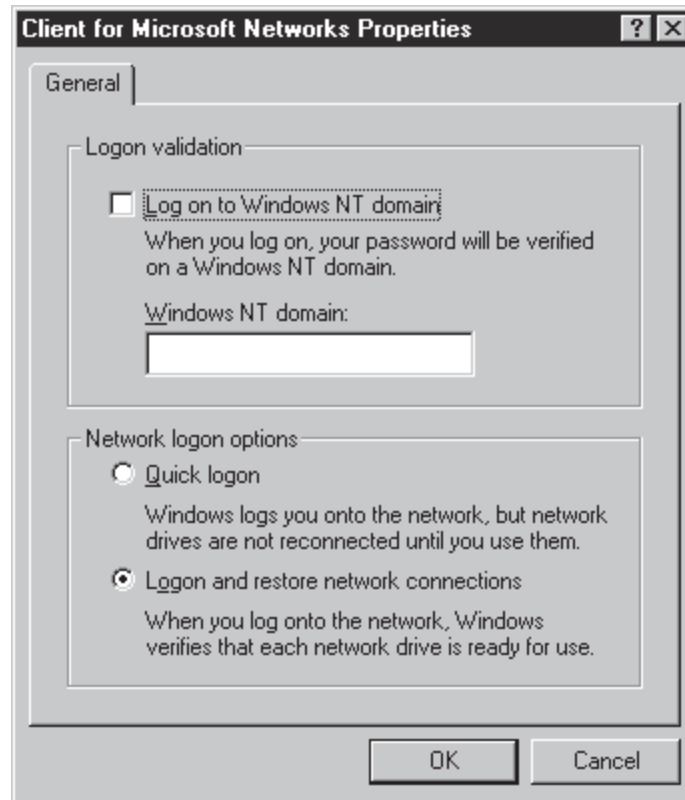 Client for Microsoft Networks Properties
General
Logon validation
Log on to Windows NT domain
When you log on, your password will be verified
on a Windows NT domain.
Windows NT domain:
Network logon options
Quick logon
Windows logs you onto the network, but network
drives are not reconnected until you use them.
Logon and restore network connections
When you log onto the network, Windows
verifies that each network drive is ready for use.
OK Cancel